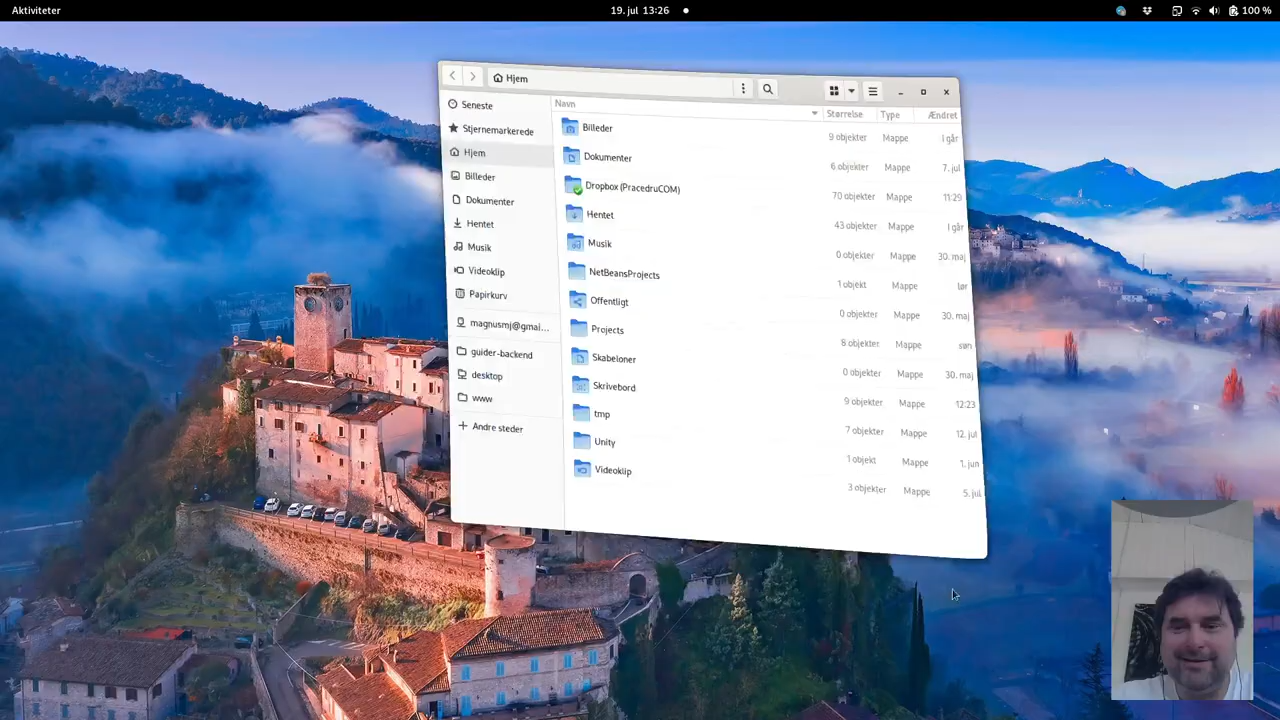 Aktiviteter
19. jul 13:26
100 %
Hjem
Seneste
Stjernemarkerede
Hjem
Billeder
Dokumenter
Hentet
Musik
Videoklip
Papirkurv
magnusmj@gmai...
guider-backend
desktop
www
Andre steder
Navn Størrelse Type Ændret
Billeder 9 objekter Mappe I går
Dokumenter 6 objekter Mappe 7. jul
Dropbox (PracedruCOM) 70 objekter Mappe 11:29
Hentet 43 objekter Mappe I går
Musik 0 objekter Mappe 30. maj
NetBeansProjects 1 objekt Mappe lør
Offentligt 0 objekter Mappe 30. maj
Projects 8 objekter Mappe søn
Skabeloner 0 objekter Mappe 30. maj
Skrivebord 9 objekter Mappe 12:23
tmp 7 objekter Mappe 12. jul
Unity 1 objekt Mappe 1. jun
Videoklip 3 objekter Mappe 5. jul